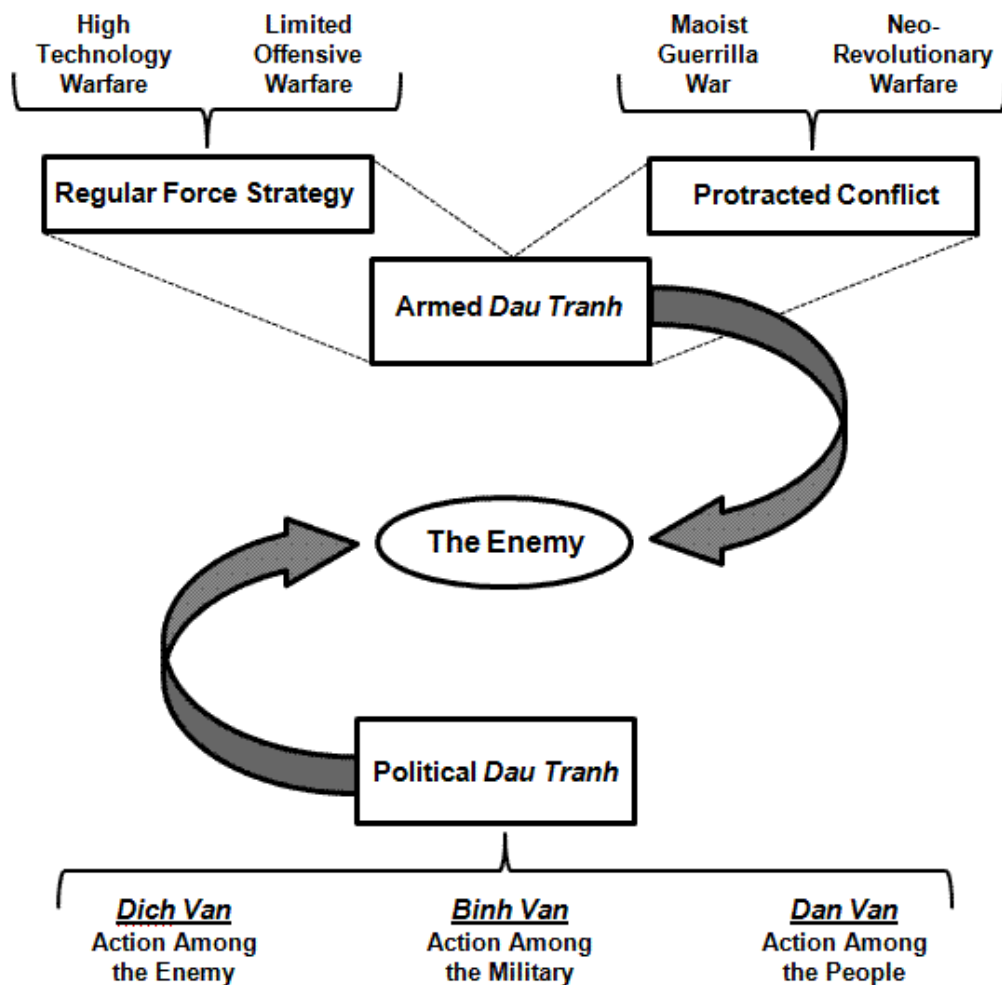 High
Technology
Warfare
Limited
Offensive
Warfare
Maoist
Guerrilla
War
Neo-
Revolutionary
Warfare
Regular Force Strategy
Protracted Conflict
Armed Dau Tranh
The Enemy
Political Dau Tranh
Dich Van
Action Among
the Enemy
Binh Van
Action Among
the Military
Dan Van
Action Among
the People